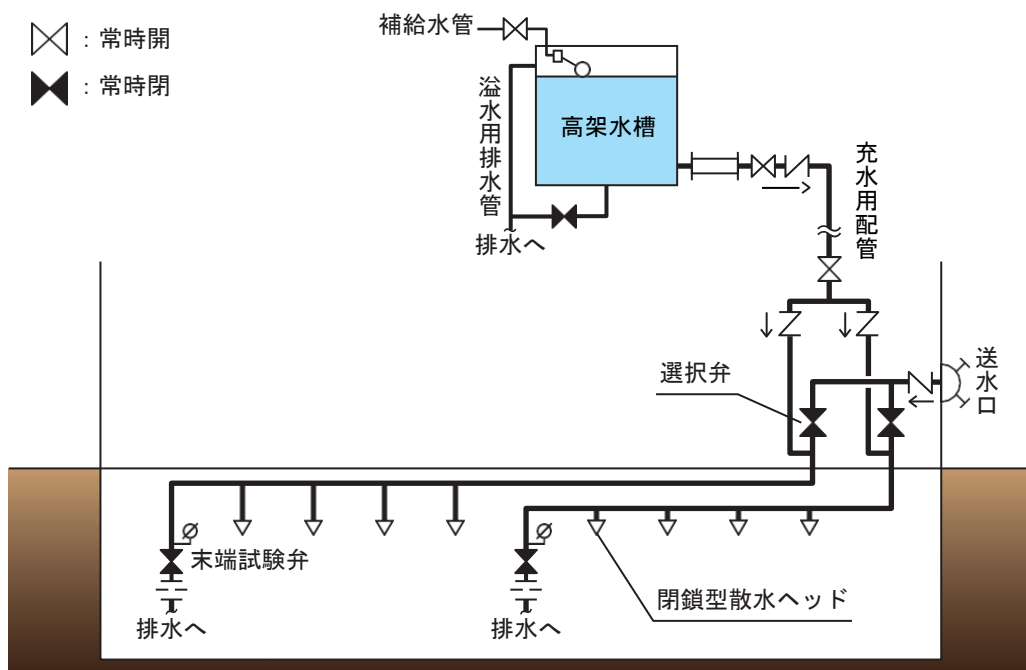 ：常時開
：常時閉
補給水管
溢水用排水管
高架水槽
排水へ
充水用配管
選択弁
送水口
末端試験弁
閉鎖型散水ヘッド
排水へ
排水へ